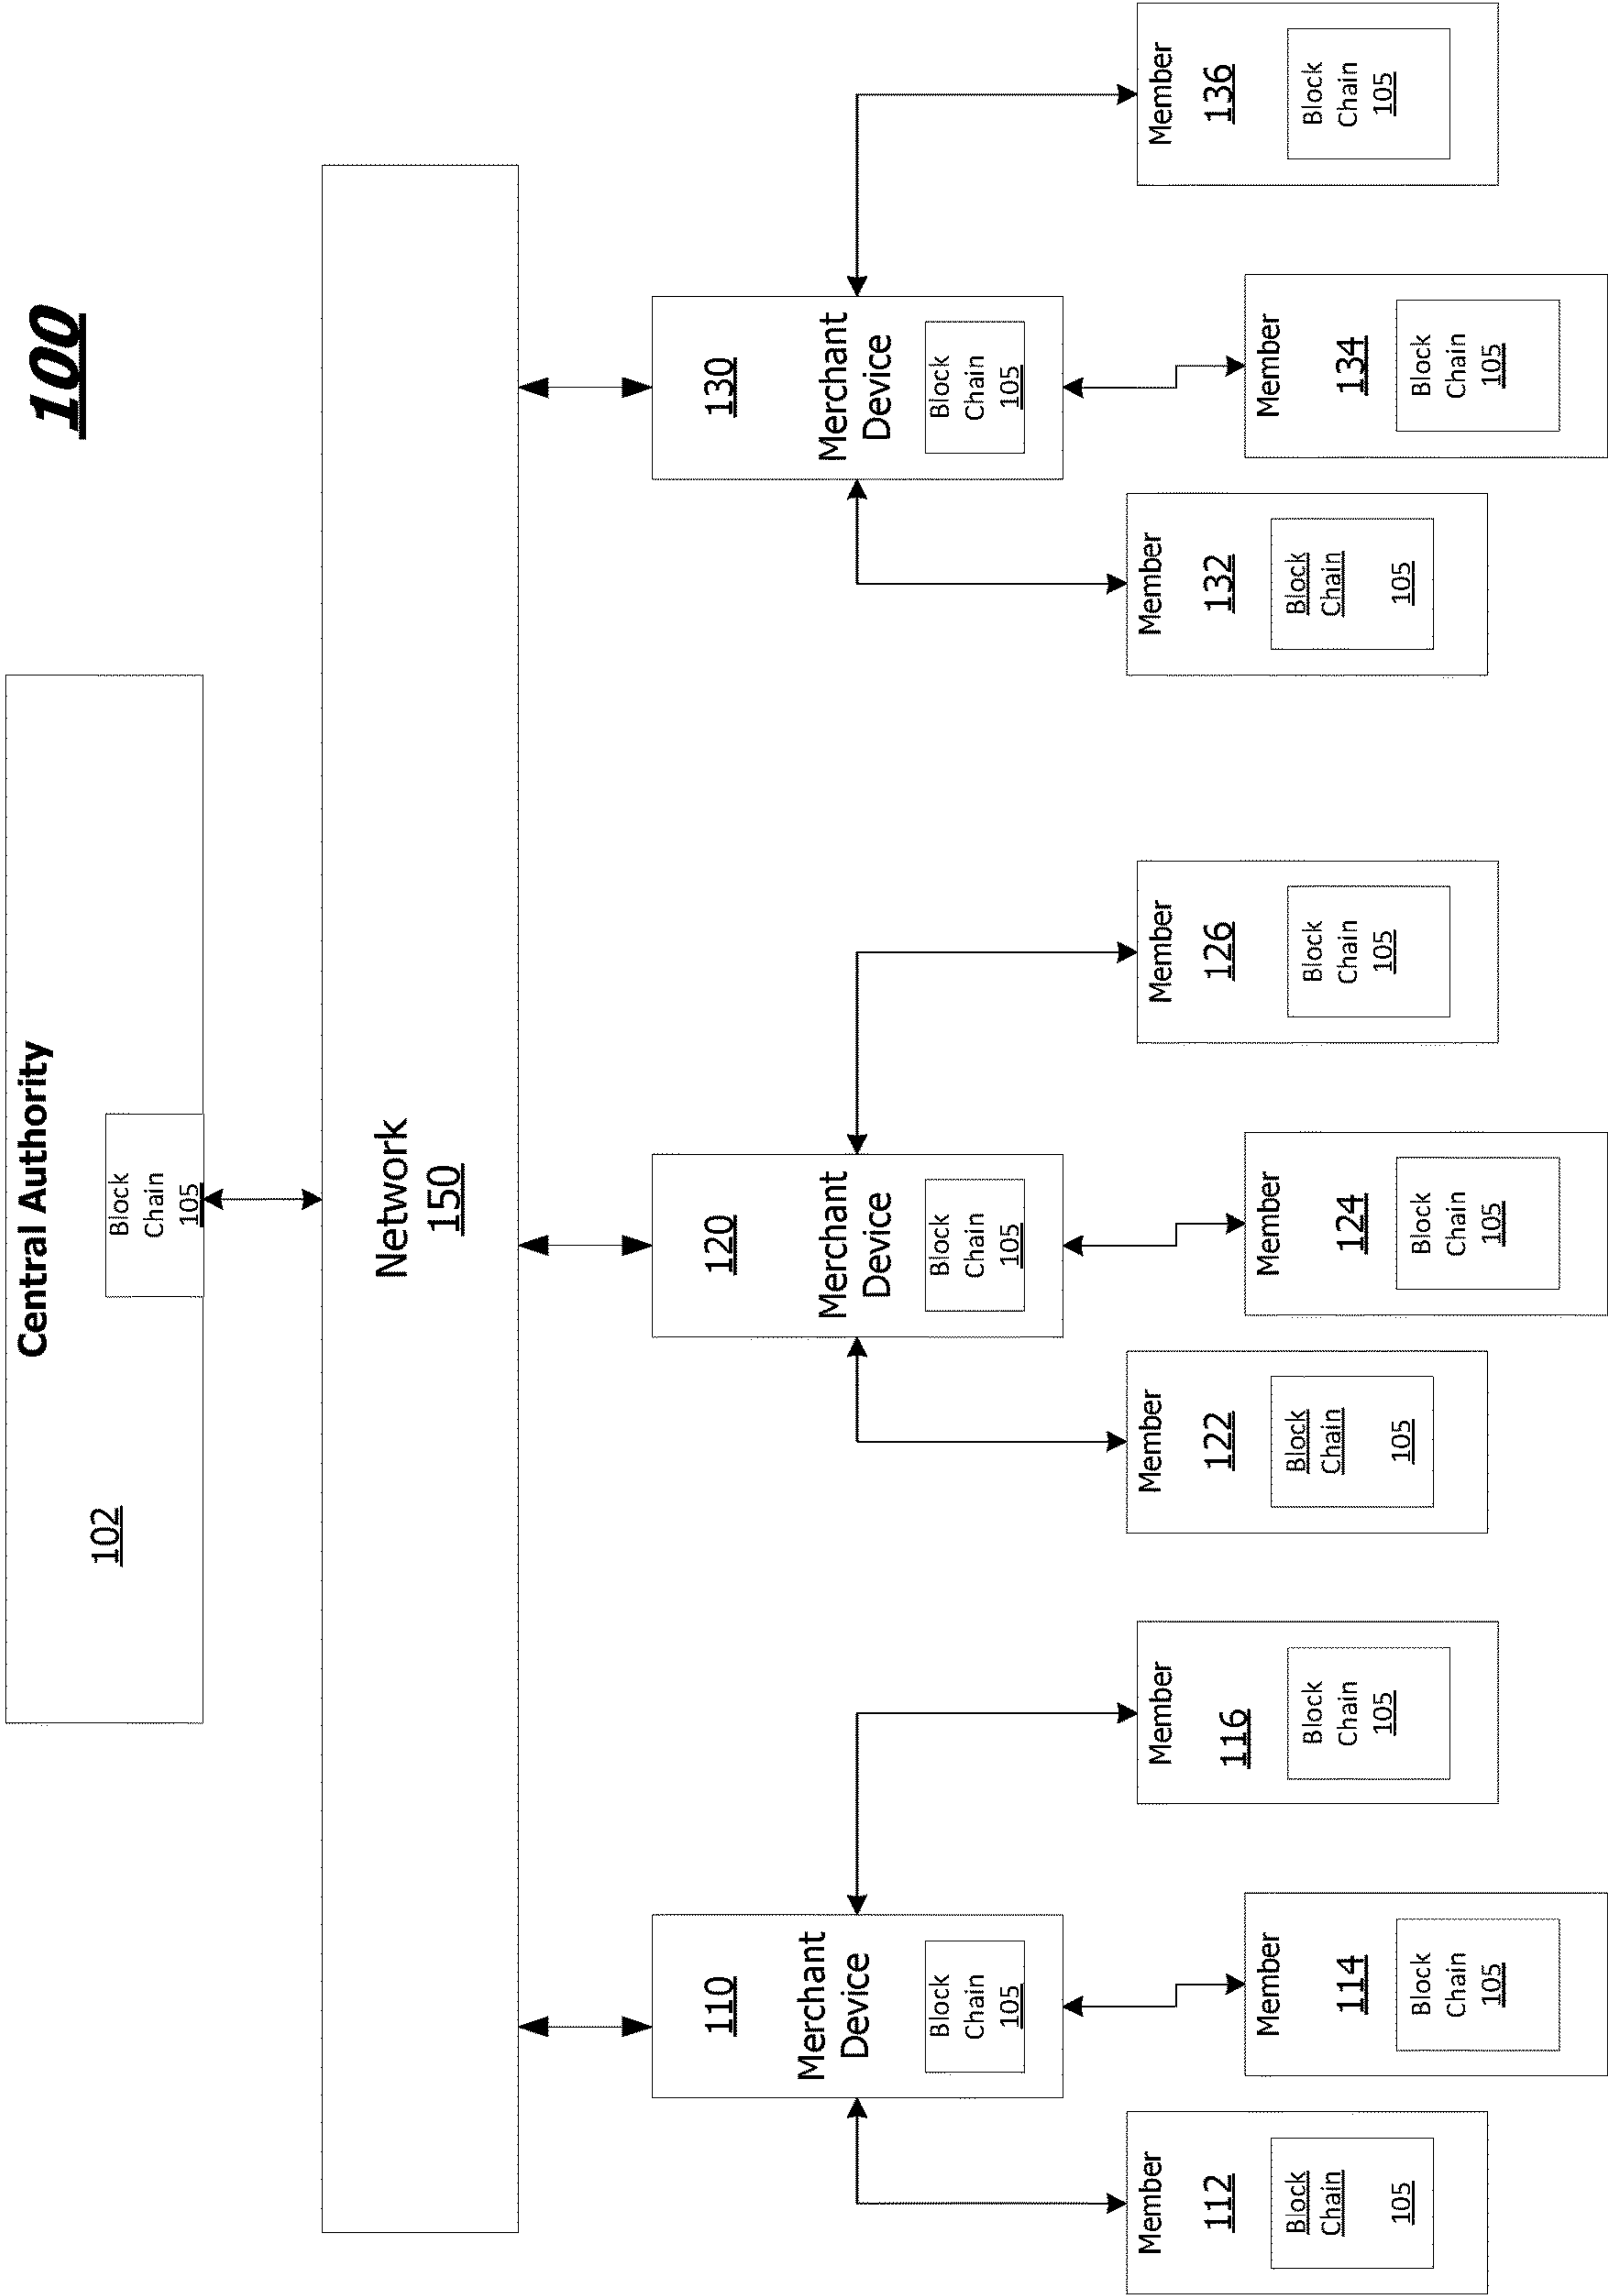 100
Central Authority
102
Block
Chain
105
Network
150
110
Merchant
Device
Block
Chain
105
120
Merchant
Device
Block
Chain
105
130
Merchant
Device
Block
Chain
105
Member
112
Block
Chain
105
Member
114
Block
Chain
105
Member
116
Block
Chain
105
Member
122
Block
Chain
105
Member
124
Block
Chain
105
Member
126
Block
Chain
105
Member
132
Block
Chain
105
Member
134
Block
Chain
105
Member
136
Block
Chain
105